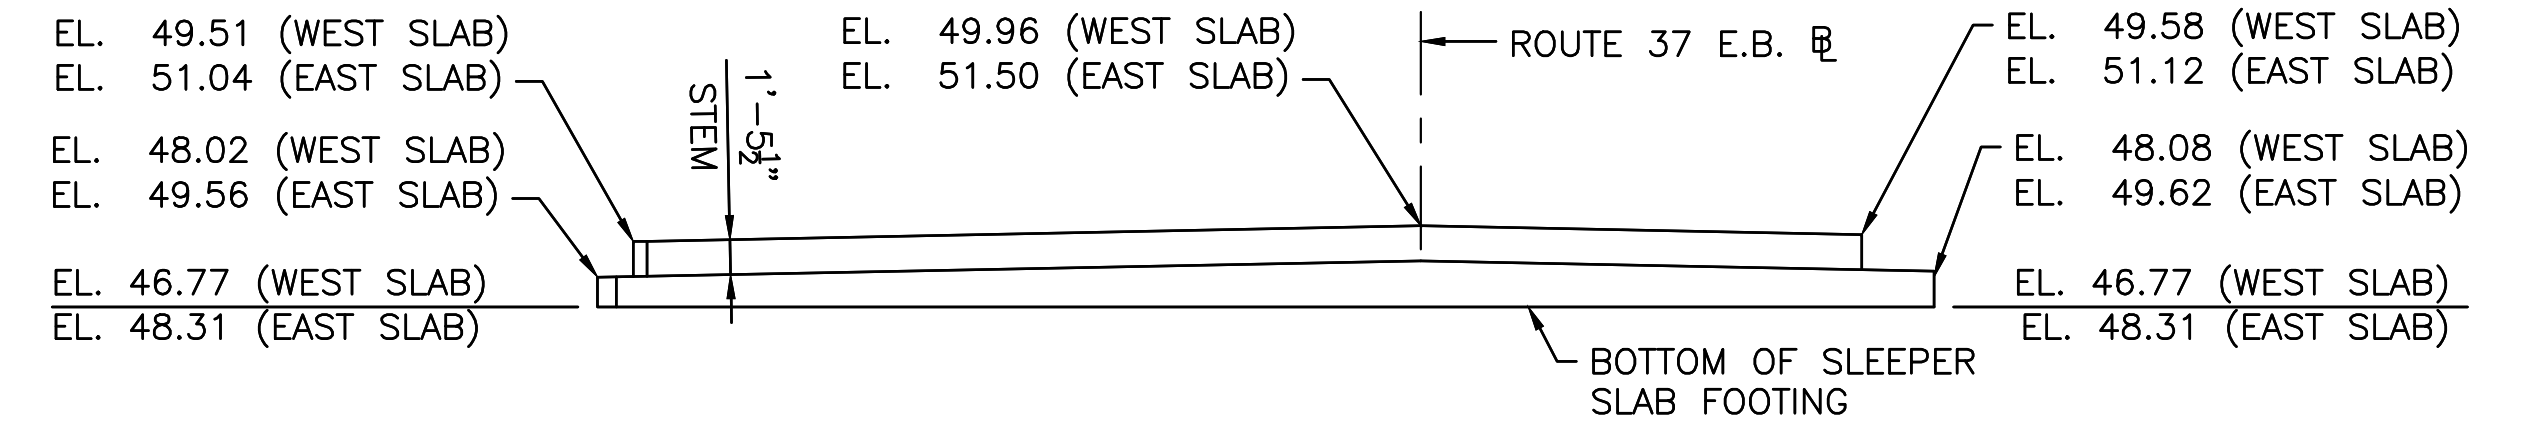 EL. 49.51 (WEST SLAB)
EL. 51.04 (EAST SLAB)
EL. 48.02 (WEST SLAB)
EL. 49.56 (EAST SLAB)
EL. 46.77 (WEST SLAB)
EL. 48.31 (EAST SLAB)
1'-5½"
STEM
EL. 49.96 (WEST SLAB)
EL. 51.50 (EAST SLAB)
ROUTE 37 E.B. BL
EL. 49.58 (WEST SLAB)
EL. 51.12 (EAST SLAB)
EL. 48.08 (WEST SLAB)
EL. 49.62 (EAST SLAB)
EL. 46.77 (WEST SLAB)
EL. 48.31 (EAST SLAB)
BOTTOM OF SLEEPER
SLAB FOOTING